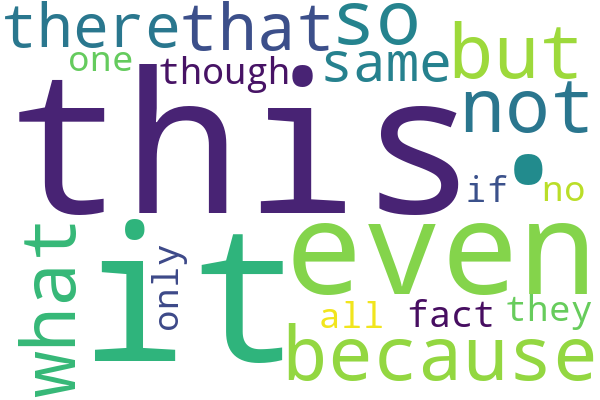 there that so
one though same but
this not
. if no
what it only even
all fact they
because